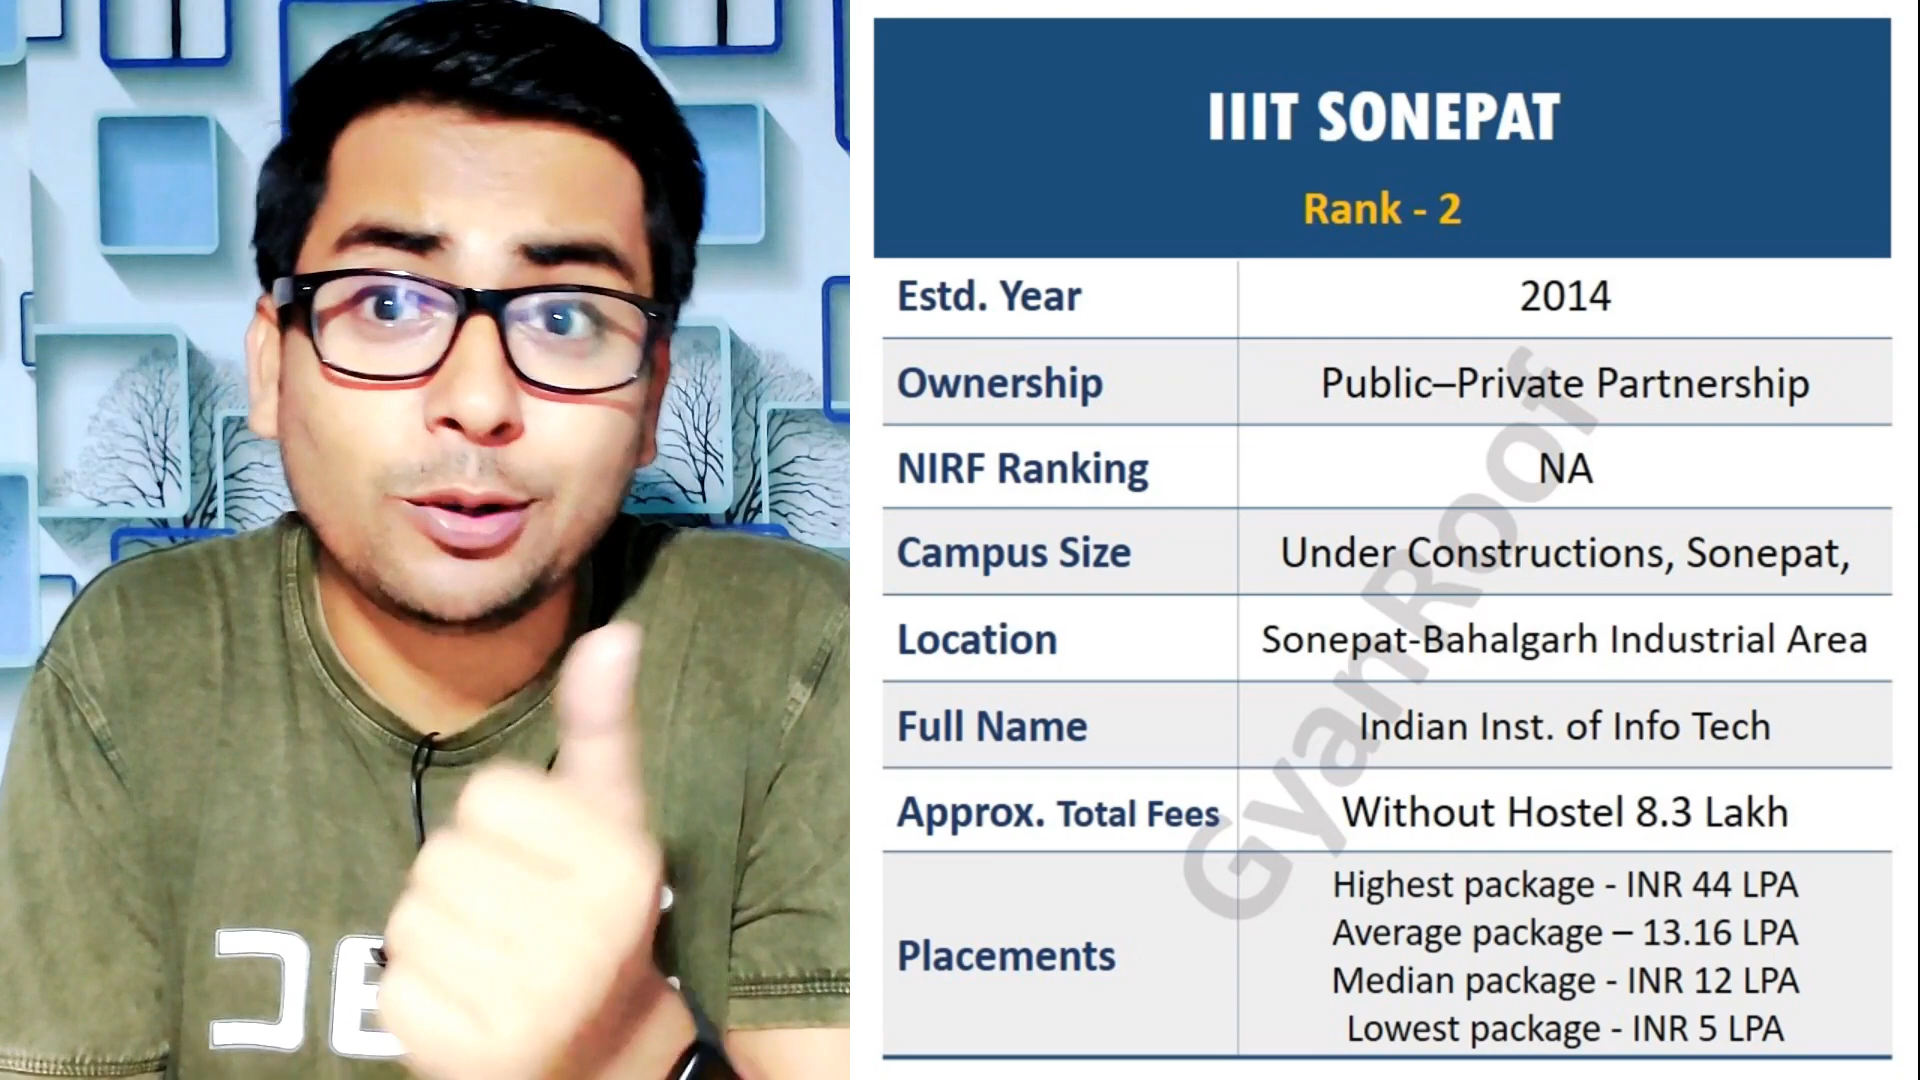 IIIT SONEPAT
Rank - 2
Estd. Year 2014
Ownership Public–Private Partnership
NIRF Ranking NA
Campus Size Under Constructions, Sonepat,
Location Sonepat-Bahalgarh Industrial Area
Full Name Indian Inst. of Info Tech
Approx. Total Fees Without Hostel 8.3 Lakh
Placements
Highest package - INR 44 LPA
Average package – 13.16 LPA
Median package - INR 12 LPA
Lowest package - INR 5 LPA
GyanRoof